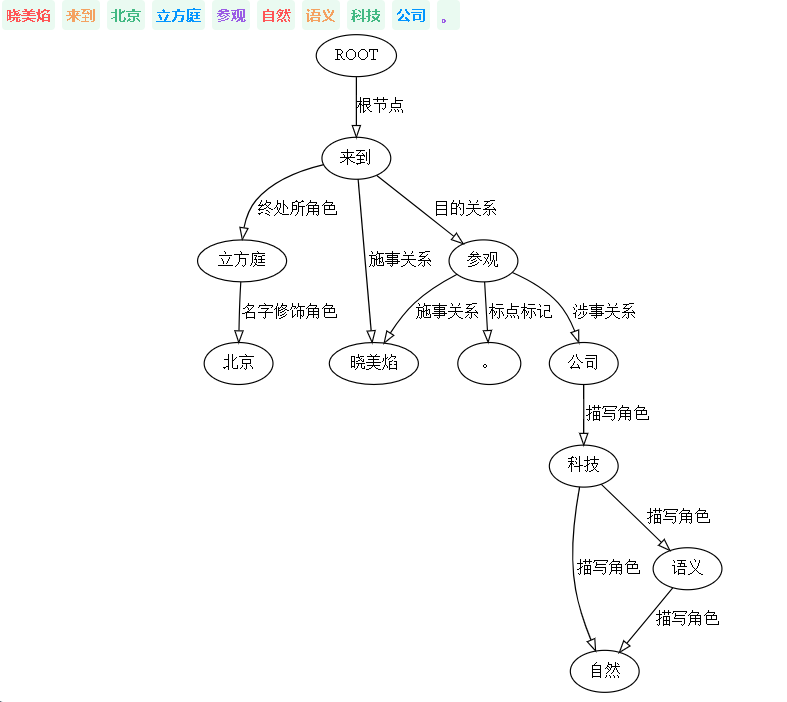 晓美焰 来到 北京 立方庭 参观 自然 语义 科技 公司 。
ROOT
根节点
来到
终处所角色 目的关系
立方庭 施事关系 参观
名字修饰角色 施事关系 标点标记 涉事关系
北京 晓美焰 。 公司
描写角色
科技
描写角色
描写角色 语义
描写角色
自然